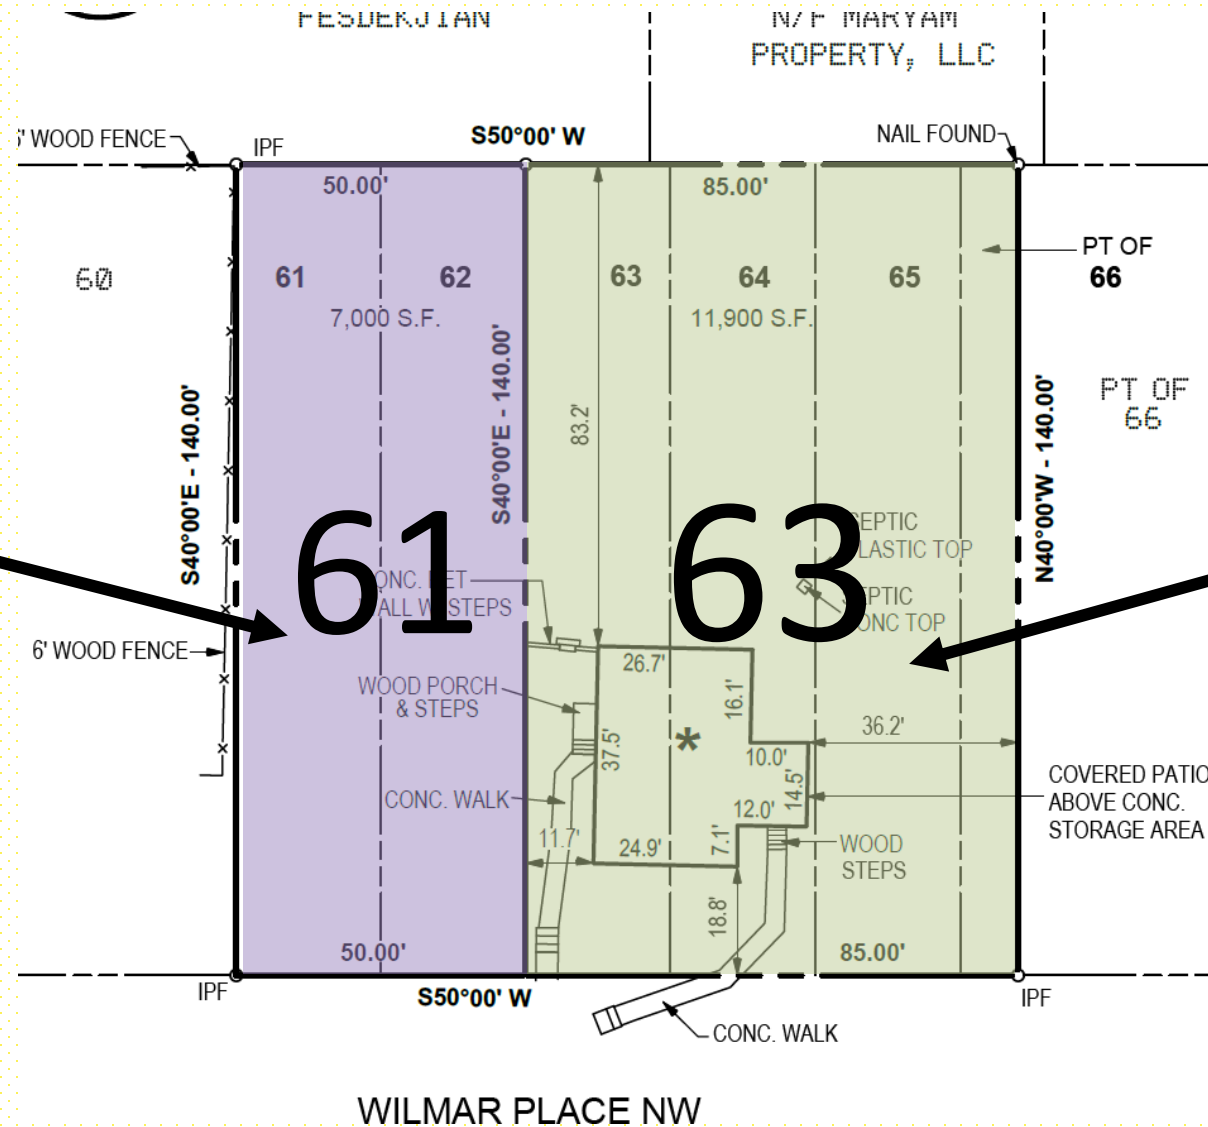 FESDEKJIAN
N/F MARYAM
PROPERTY, LLC
6' WOOD FENCE
IPF
S50°00' W
NAIL FOUND
50.00'
85.00'
PT OF
66
60
61
62
63
64
65
7,000 S.F.
11,900 S.F.
S40°00'E - 140.00'
S40°00'E - 140.00'
N40°00'W - 140.00'
PT OF
66
83.2'
61
63
SEPTIC
PLASTIC TOP
SEPTIC
CONC TOP
CONC. RET
WALL W/ STEPS
6' WOOD FENCE
WOOD PORCH
& STEPS
26.7'
16.1'
37.5'
*
10.0'
36.2'
14.5'
12.0'
7.1'
24.9'
11.7'
CONC. WALK
COVERED PATIO
ABOVE CONC.
STORAGE AREA
WOOD
STEPS
18.8'
50.00'
85.00'
IPF
S50°00' W
IPF
CONC. WALK
WILMAR PLACE NW